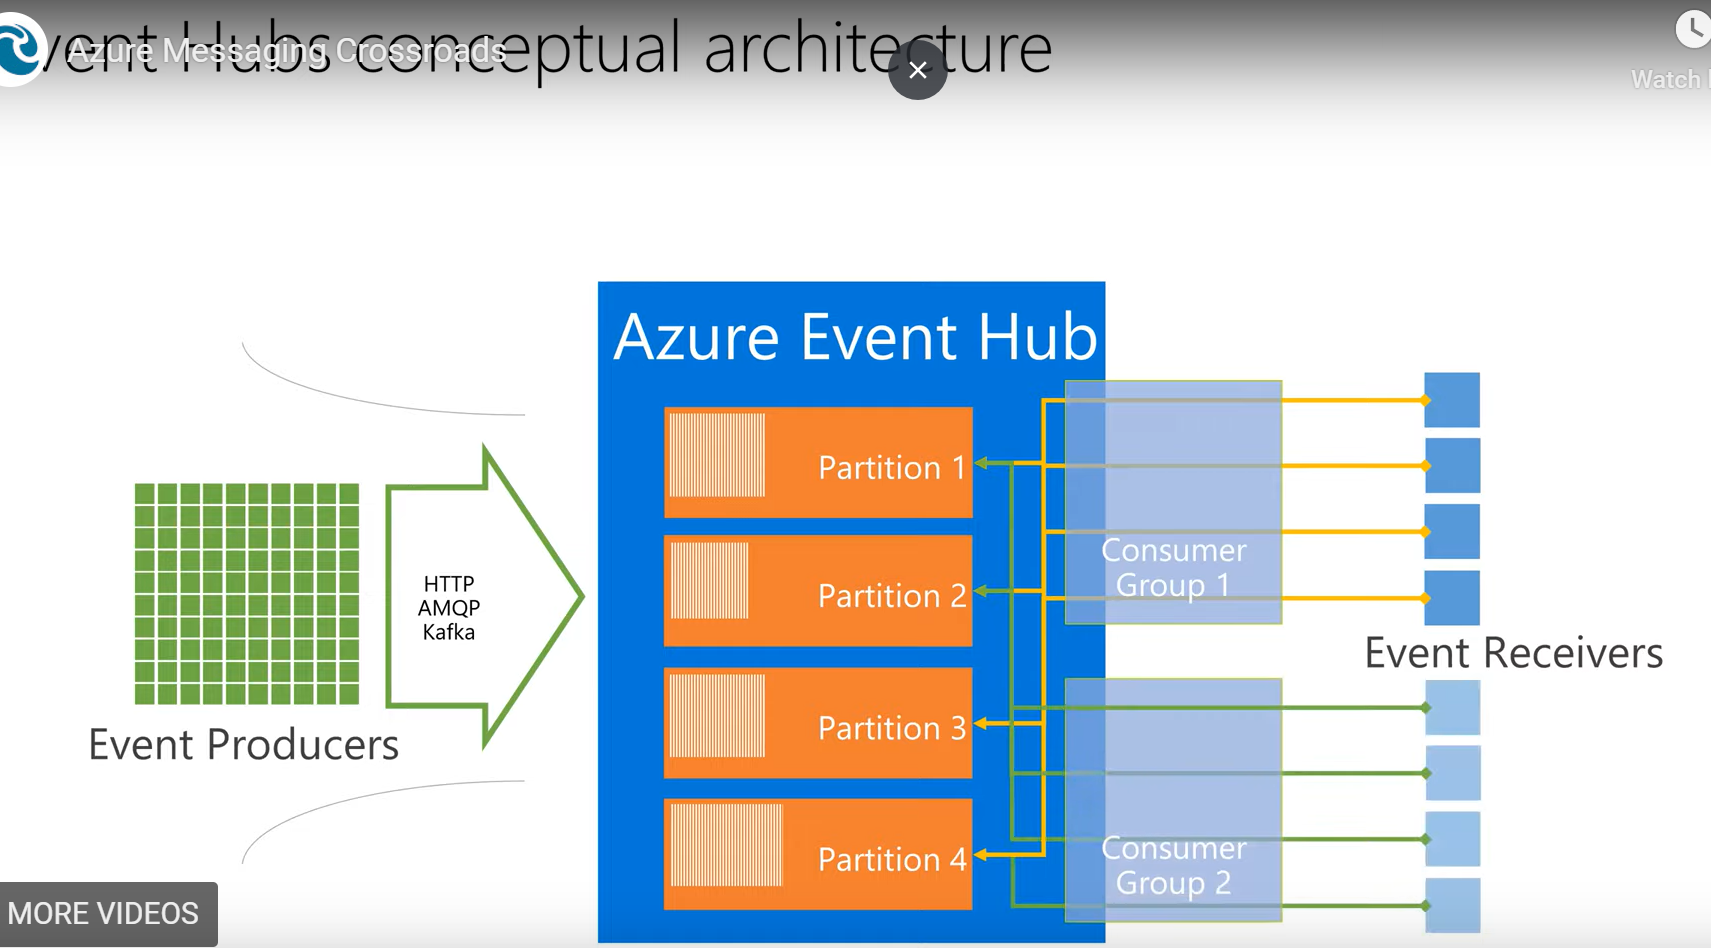 vent Hubs conceptual architecture
Azure Messaging Crossroads
Watch
Azure Event Hub
Partition 1
Partition 2
Partition 3
Partition 4
HTTP
AMQP
Kafka
Event Producers
Consumer
Group 1
Event Receivers
Consumer
Group 2
MORE VIDEOS